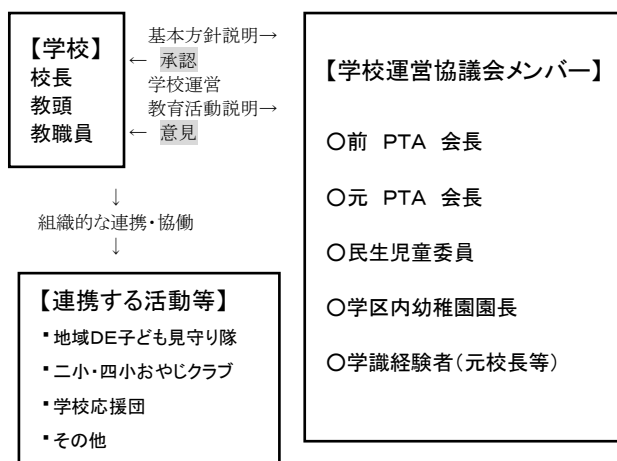 【学校】
校長
教頭
教職員
基本方針説明→
← 承認
学校運営
教育活動説明→
← 意見
↓
組織的な連携・協働
↓
【連携する活動等】
▪地域DE子ども見守り隊
▪二小・四小おやじクラブ
▪学校応援団
▪その他
【学校運営協議会メンバー】
〇前 PTA 会長
〇元 PTA 会長
〇民生児童委員
〇学区内幼稚園園長
〇学識経験者(元校長等)